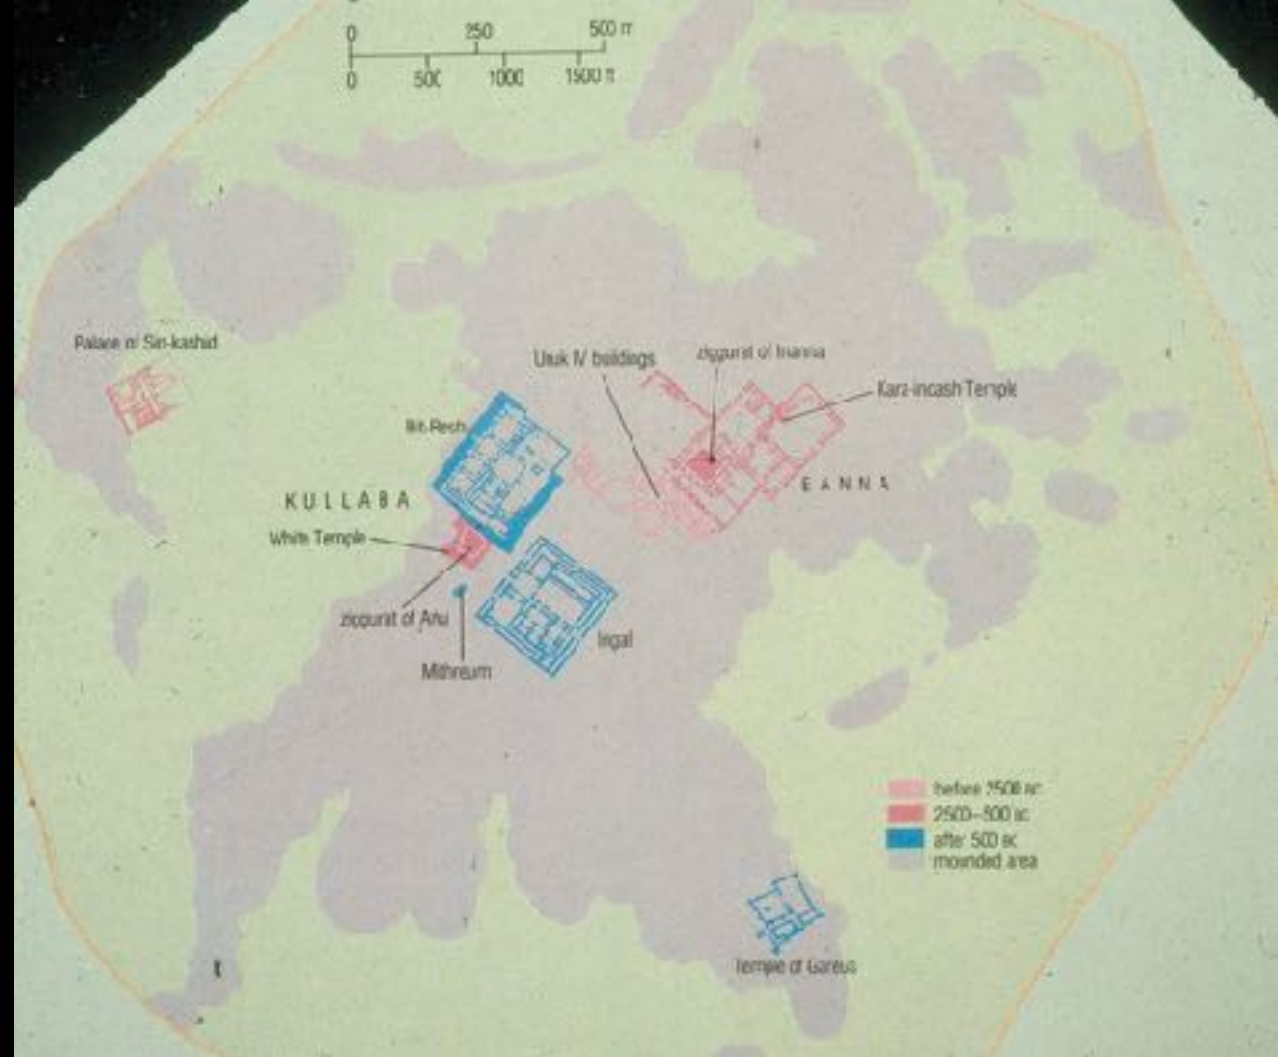 0 250 500 m
0 500 1000 1500 ft
Palace of Sin-kashid
Uruk IV buildings
ziggurat of Inanna
Kara-indash Temple
Bit-Resh
EANNA
KULLABA
White Temple
ziggurat of Anu
Irigal
Mithreum
before 2500 BC
2500–500 BC
after 500 BC
mounded area
Temple of Gareus